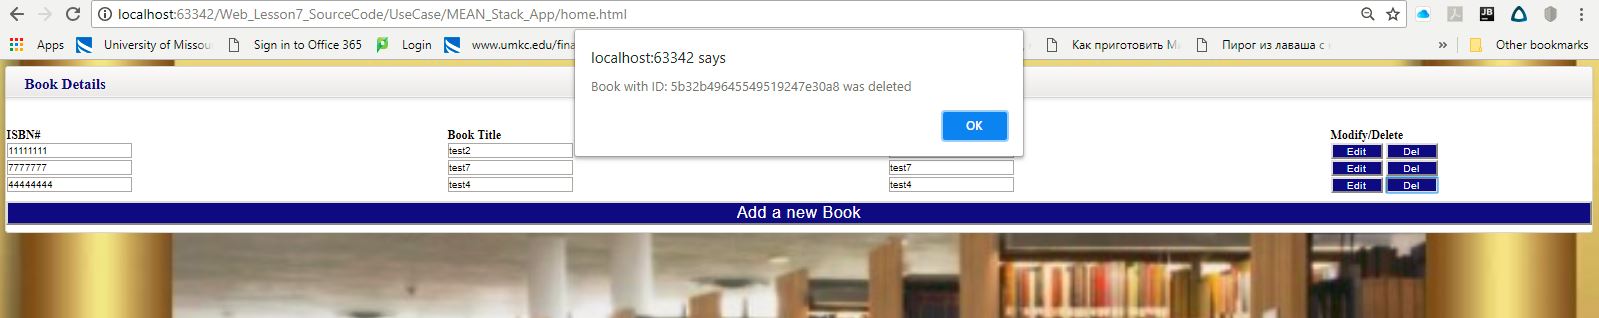 localhost:63342/Web_Lesson7_SourceCode/UseCase/MEAN_Stack_App/home.html
Apps University of Missou Sign in to Office 365 Login www.umkc.edu/fina Как приготовить М Пирог из лаваша с » Other bookmarks
localhost:63342 says
Book with ID: 5b32b49645549519247e30a8 was deleted
OK
Book Details
ISBN# Book Title Modify/Delete
11111111 test2 Edit Del
7777777 test7 test7 Edit Del
44444444 test4 test4 Edit Del
Add a new Book